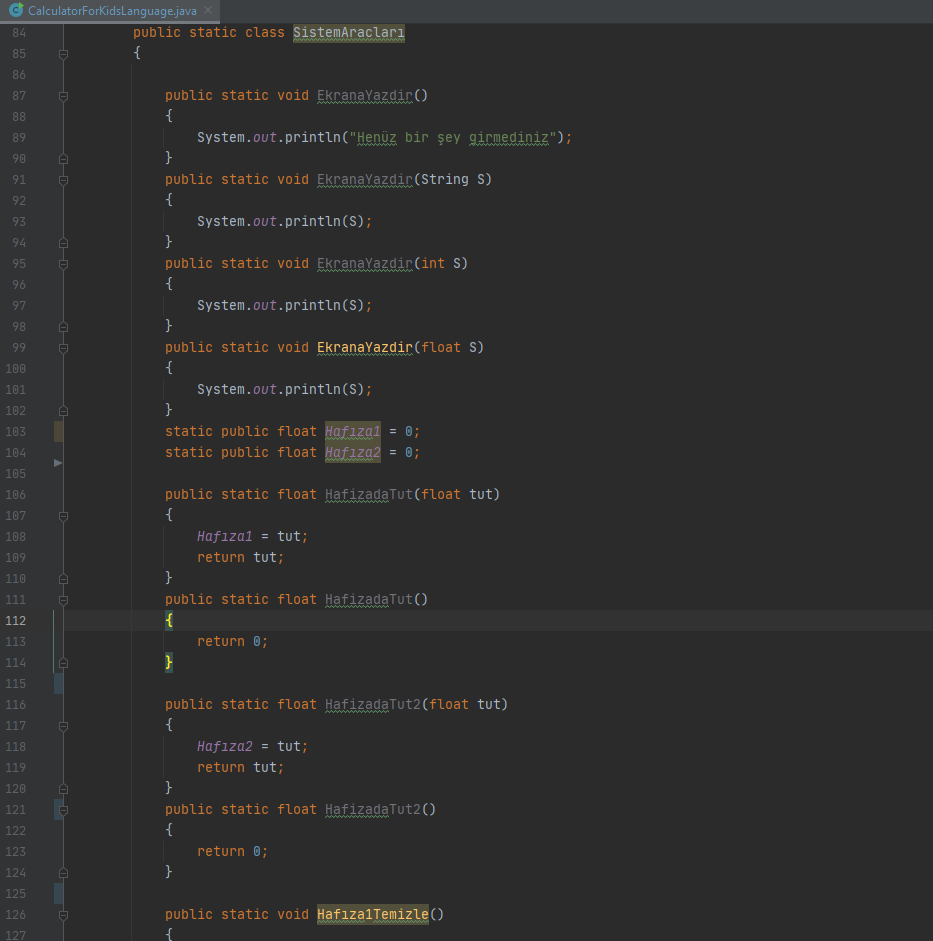 CalculatorForKidsLanguage.java
84 public static class SistemAracları
85 {
86
87 public static void EkranaYazdir()
88 {
89 System.out.println("Henüz bir şey girmediniz");
90 }
91 public static void EkranaYazdir(String S)
92 {
93 System.out.println(S);
94 }
95 public static void EkranaYazdir(int S)
96 {
97 System.out.println(S);
98 }
99 public static void EkranaYazdir(float S)
100 {
101 System.out.println(S);
102 }
103 static public float Hafıza1 = 0;
104 static public float Hafıza2 = 0;
105
106 public static float HafizadaTut(float tut)
107 {
108 Hafıza1 = tut;
109 return tut;
110 }
111 public static float HafizadaTut()
112 {
113 return 0;
114 }
115
116 public static float HafizadaTut2(float tut)
117 {
118 Hafıza2 = tut;
119 return tut;
120 }
121 public static float HafizadaTut2()
122 {
123 return 0;
124 }
125
126 public static void Hafıza1Temizle()
127 {